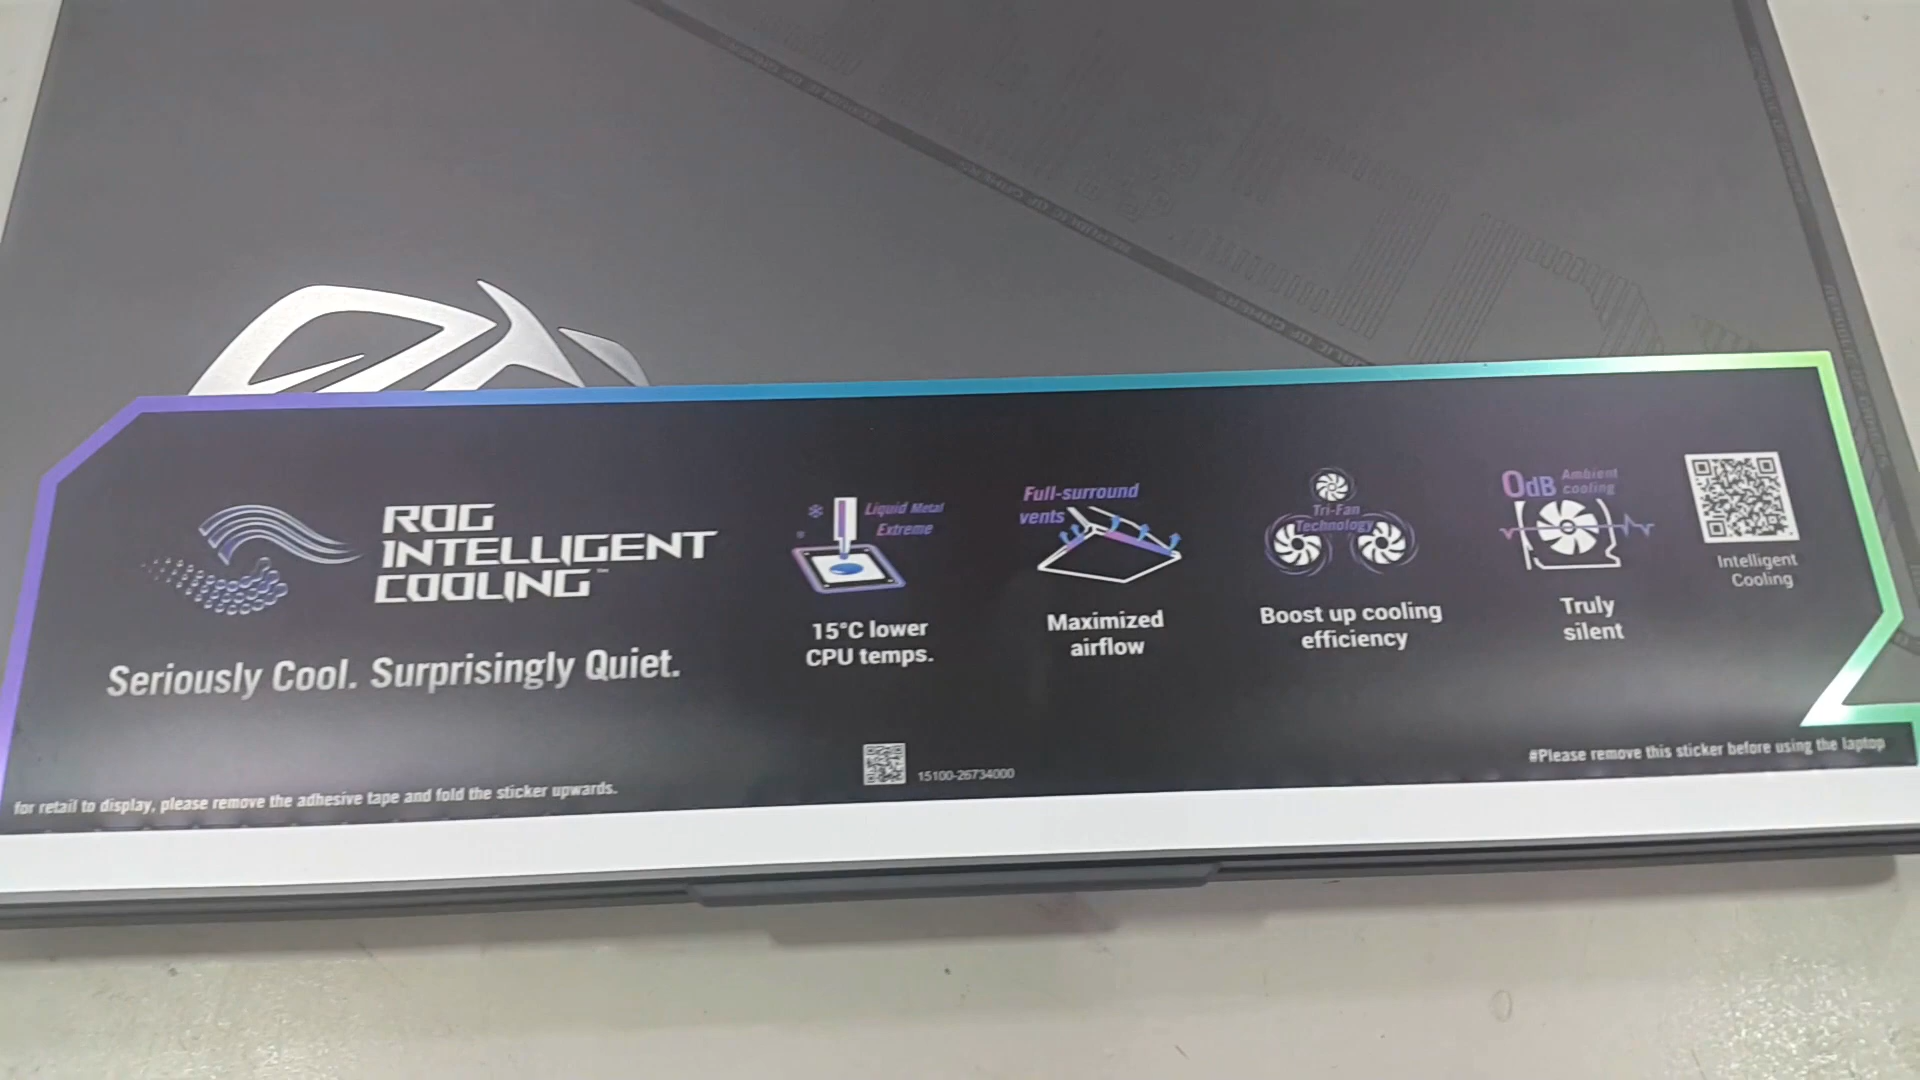 ROG
INTELLIGENT
COOLING™
Seriously Cool. Surprisingly Quiet.
Liquid Metal
Extreme
15°C lower
CPU temps.
Full-surround
vents
Maximized
airflow
Tri-Fan
Technology
Boost up cooling
efficiency
0dB Ambient
cooling
Truly
silent
Intelligent
Cooling
for retail to display, please remove the adhesive tape and fold the sticker upwards.
15100-26734000
#Please remove this sticker before using the laptop